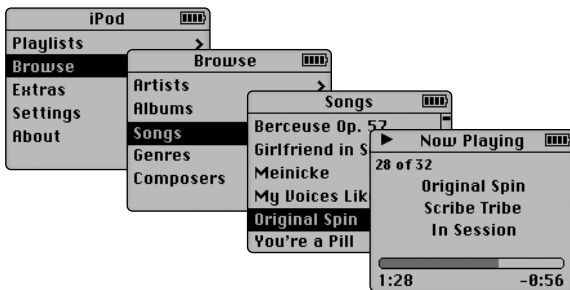 iPod
Playlists >
Browse
Extras
Settings
About
Browse
Artists >
Albums
Songs
Genres
Composers
Songs
Berceuse Op. 57
Girlfriend in S
Meinicke
My Voices Lik
Original Spin
You're a Pill
Now Playing
28 of 32
Original Spin
Scribe Tribe
In Session
1:28 -0:56